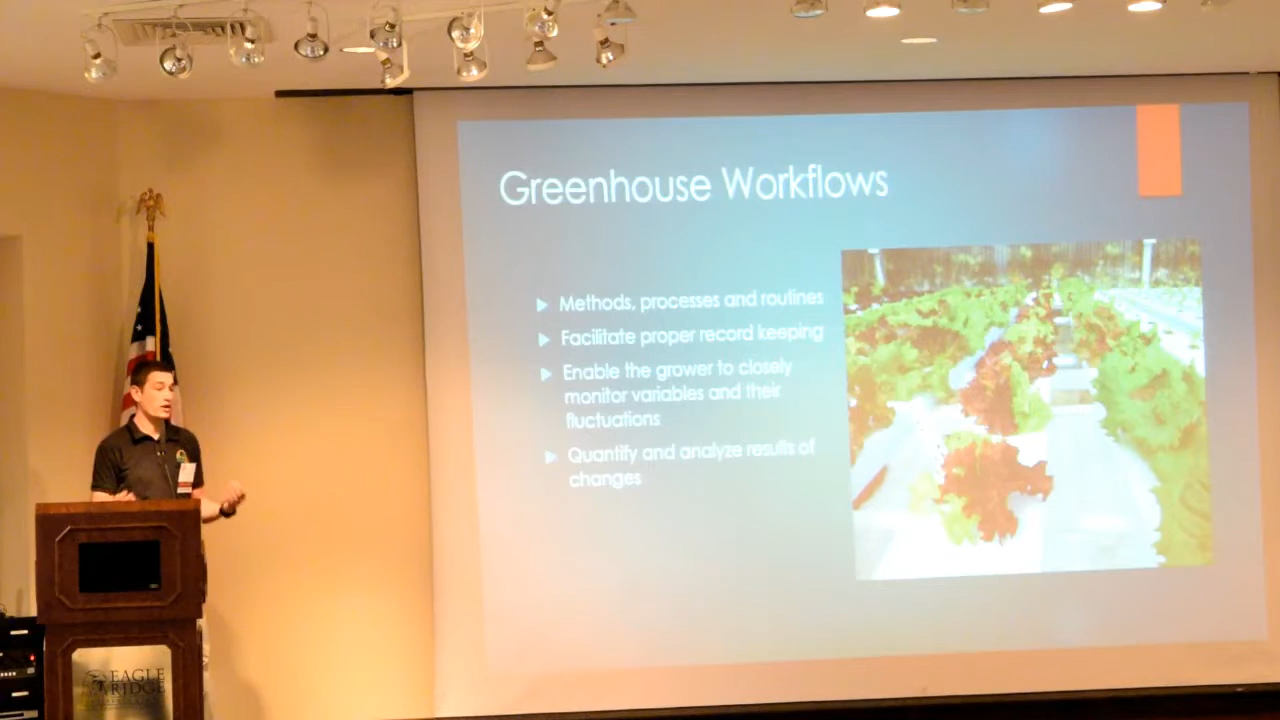 Greenhouse Workflows
Methods, processes and routines
Facilitate proper record keeping
Enable the grower to closely
monitor variables and their
fluctuations
Quantify and analyze results of
changes
EAGLE
RIDGE